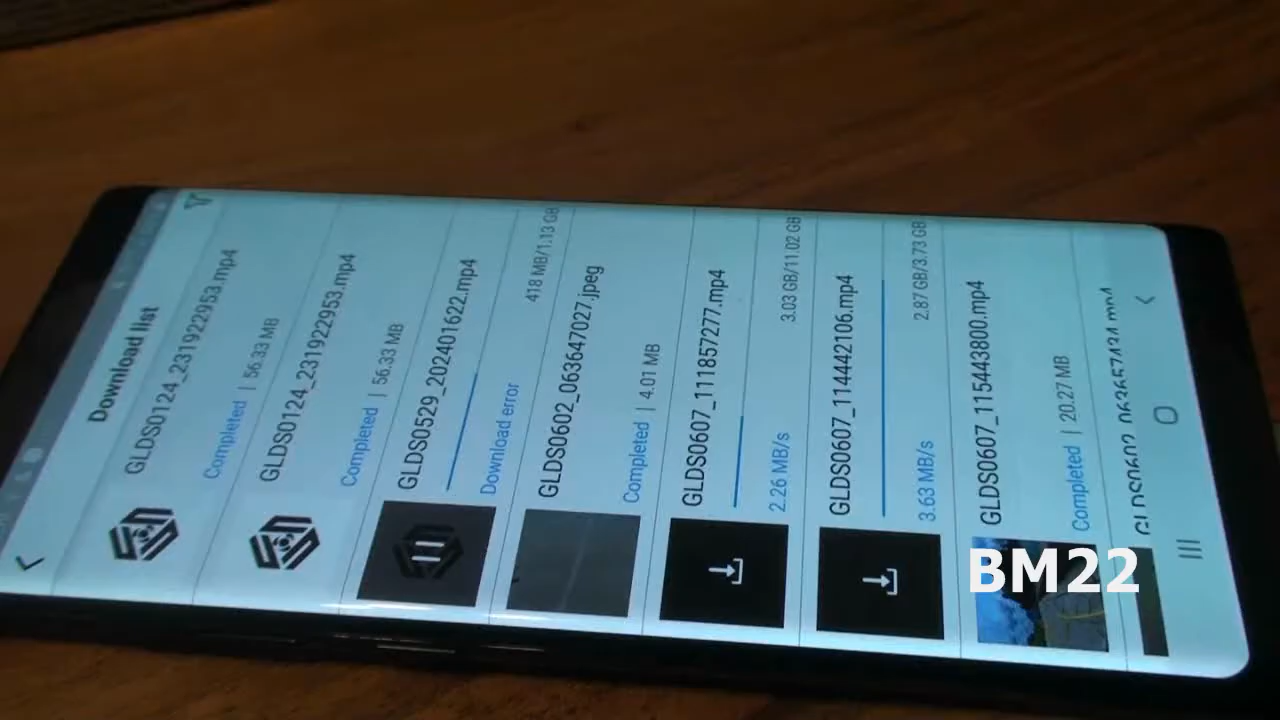 Download list
GLDS0124_231922953.mp4
Completed | 56.33 MB
GLDS0124_231922953.mp4
Completed | 56.33 MB
GLDS0529_202401622.mp4
Download error 418 MB/1.13 GB
GLDS0602_063647027.jpeg
Completed | 4.01 MB
GLDS0607_111857277.mp4
2.26 MB/s 3.03 GB/11.02 GB
GLDS0607_114442106.mp4
3.63 MB/s 2.87 GB/3.73 GB
GLDS0607_115443800.mp4
Completed | 20.27 MB
BM22